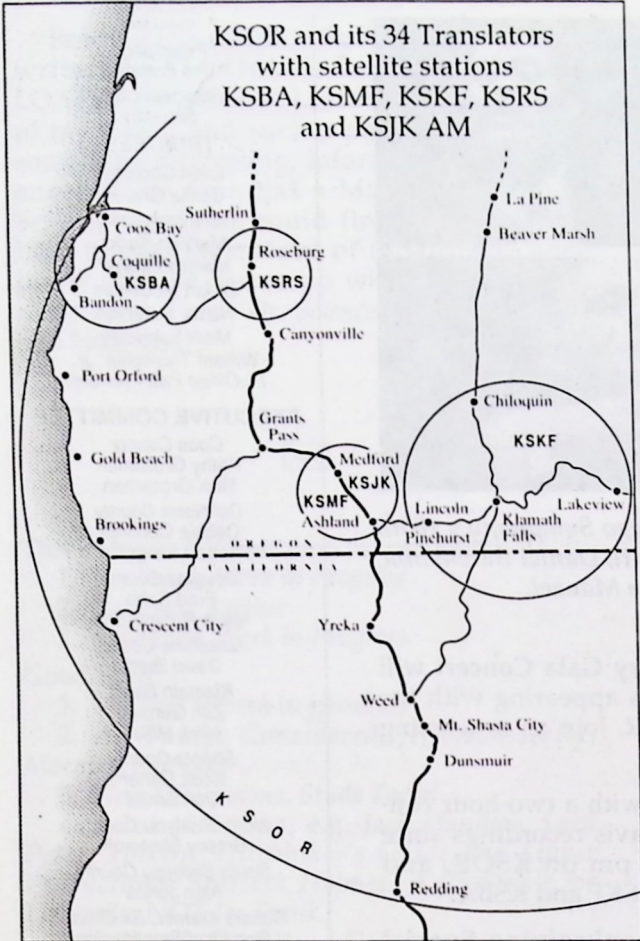 KSOR and its 34 Translators
with satellite stations
KSBA, KSMF, KSKF, KSRS
and KSJK AM
La Pine
Sutherlin
Beaver Marsh
Coos Bay
Roseburg
Coquille
KSBA
KSRS
Bandon
Canyonville
Port Orford
Chiloquin
Grants
Pass
KSKF
Gold Beach
Medford
KSJK
KSMF
Lakeview
Lincoln
Ashland
Klamath
Falls
Pinehurst
Brookings
OREGON
Crescent City
Yreka
Weed
Mt. Shasta City
Dunsmuir
KSOR
Redding